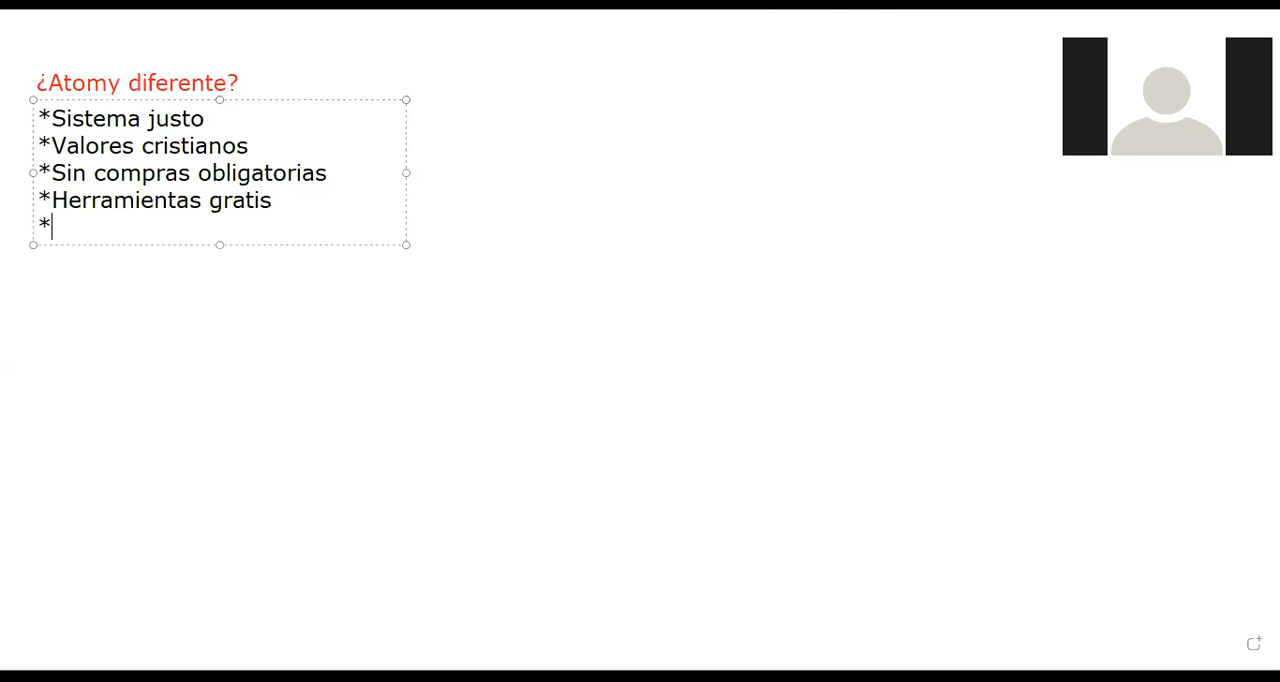 ¿Atomy diferente?
*Sistema justo
*Valores cristianos
*Sin compras obligatorias
*Herramientas gratis
*